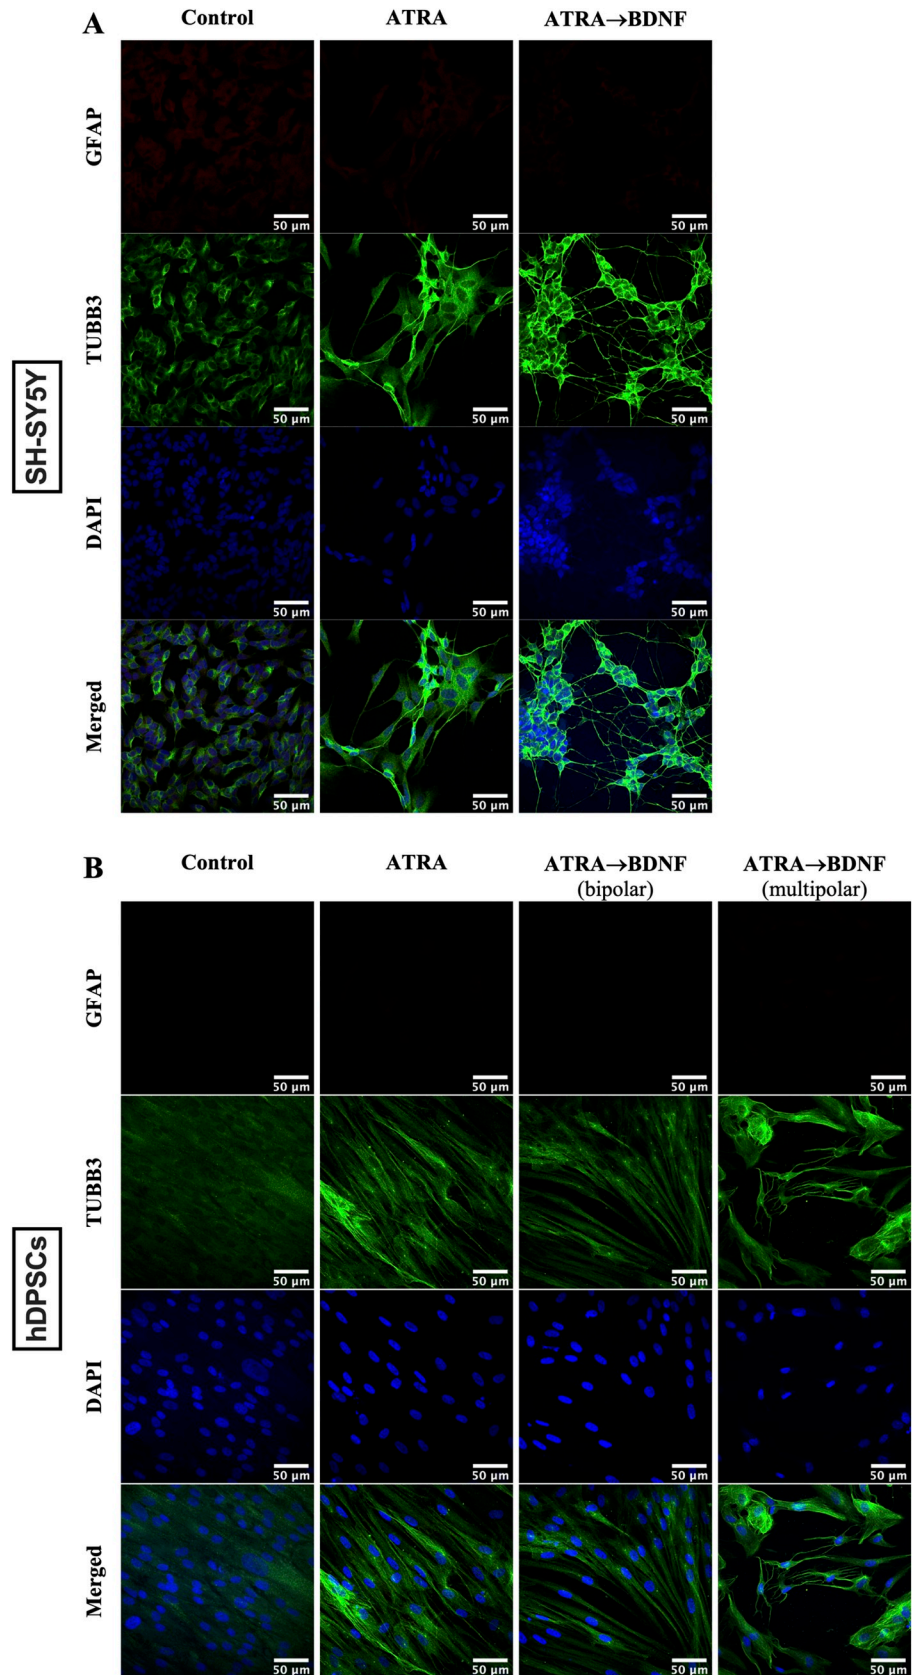 A
Control
ATRA
ATRA→BDNF
SH-SY5Y
GFAP
50 µm
50 µm
50 µm
TUBB3
50 µm
50 µm
50 µm
DAPI
50 µm
50 µm
50 µm
Merged
50 µm
50 µm
50 µm
B
Control
ATRA
ATRA→BDNF
(bipolar)
ATRA→BDNF
(multipolar)
hDPSCs
GFAP
50 µm
50 µm
50 µm
50 µm
TUBB3
50 µm
50 µm
50 µm
50 µm
DAPI
50 µm
50 µm
50 µm
50 µm
Merged
50 µm
50 µm
50 µm
50 µm